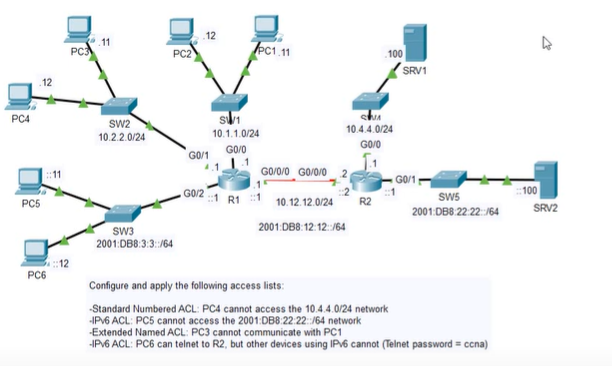 .11
PC3
.12
PC2
PC1 .11
.100
SRV1
.12
PC4
SW2
10.2.2.0/24
SW1
10.1.1.0/24
10.4.4.0/24
G0/0
G0/0
G0/1
.1
.1
.1
::11
PC5
G0/2
::1
R1
.1
::1
G0/0/0
G0/0/0
.2
::2
R2
G0/1
::1
10.12.12.0/24
2001:DB8:12:12::/64
SW5
2001:DB8:22:22::/64
::100
SRV2
SW3
2001:DB8:3:3::/64
::12
PC6
Configure and apply the following access lists:
-Standard Numbered ACL: PC4 cannot access the 10.4.4.0/24 network
-IPv6 ACL: PC5 cannot access the 2001:DB8:22:22::/64 network
-Extended Named ACL: PC3 cannot communicate with PC1
-IPv6 ACL: PC6 can telnet to R2, but other devices using IPv6 cannot (Telnet password = ccna)